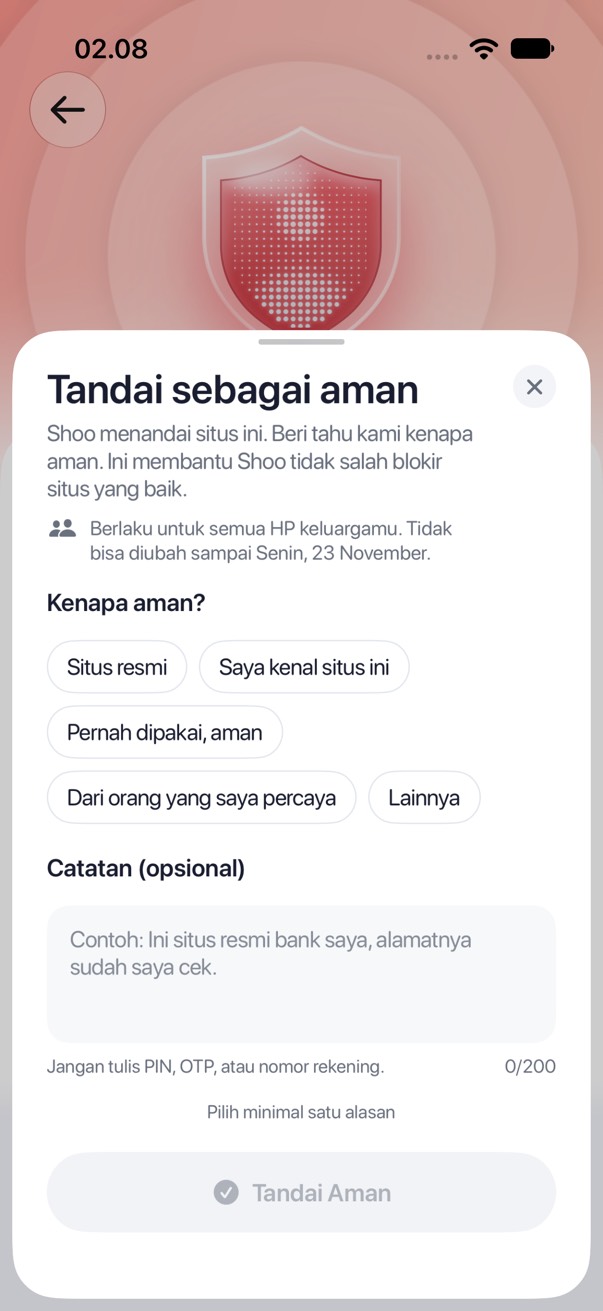 02.08
Tandai sebagai aman
Shoo menandai situs ini. Beri tahu kami kenapa
aman. Ini membantu Shoo tidak salah blokir
situs yang baik.
Berlaku untuk semua HP keluargamu. Tidak
bisa diubah sampai Senin, 23 November.
Kenapa aman?
Situs resmi
Saya kenal situs ini
Pernah dipakai, aman
Dari orang yang saya percaya
Lainnya
Catatan (opsional)
Contoh: Ini situs resmi bank saya, alamatnya
sudah saya cek.
Jangan tulis PIN, OTP, atau nomor rekening.
0/200
Pilih minimal satu alasan
Tandai Aman